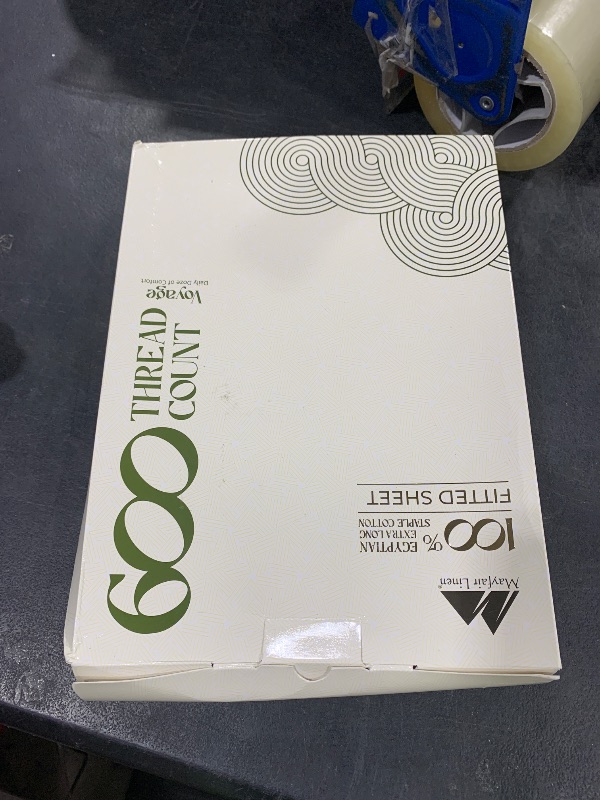 Mayfair Linen®
100% EGYPTIAN
EXTRA LONG
STAPLE COTTON
FITTED SHEET
600 THREAD
COUNT
Voyage
Daily Dose of Comfort